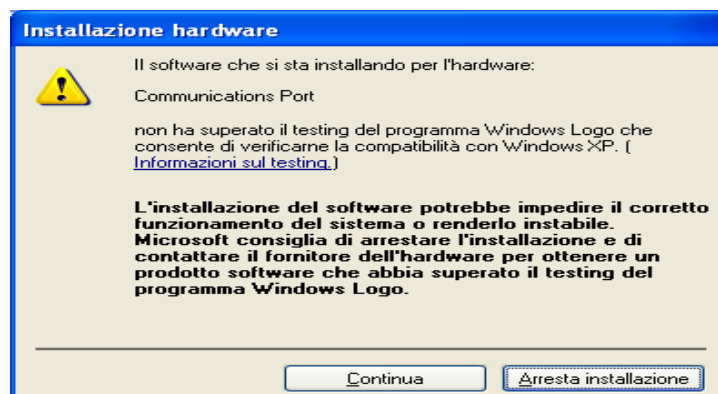 Installazione hardware
Il software che si sta installando per l'hardware:
Communications Port
non ha superato il testing del programma Windows Logo che
consente di verificarne la compatibilità con Windows XP. (
Informazioni sul testing.)
L'installazione del software potrebbe impedire il corretto
funzionamento del sistema o renderlo instabile.
Microsoft consiglia di arrestare l'installazione e di
contattare il fornitore dell'hardware per ottenere un
prodotto software che abbia superato il testing del
programma Windows Logo.
Continua
Arresta installazione